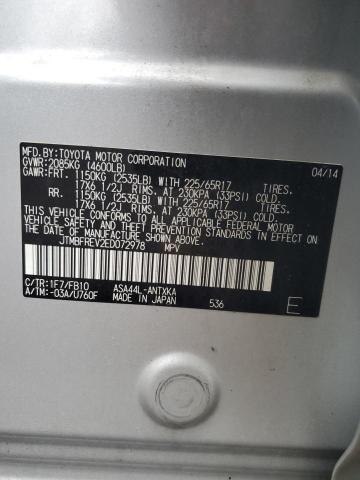 MFD. BY: TOYOTA MOTOR CORPORATION 04/14
GVWR: 2085KG (4600LB)
GAWR: FRT. 1150KG (2535LB) WITH 225/65R17 TIRES.
17X6 1/2J RIMS, AT 230KPA (33PSI) COLD.
RR. 1150KG (2535LB) WITH 225/65R17 TIRES.
17X6 1/2J RIMS, AT 230KPA (33PSI) COLD.
THIS VEHICLE CONFORMS TO ALL APPLICABLE
FEDERAL MOTOR VEHICLE SAFETY AND
THEFT PREVENTION STANDARDS IN EFFECT ON
THE DATE OF MANUFACTURE SHOWN ABOVE.
JTMBFREV2ED072978 MPV
C/TR:1F7/FB10 ASA44L-ANTXKA
A/TM:-03A/U760F MADE IN JAPAN 536 E